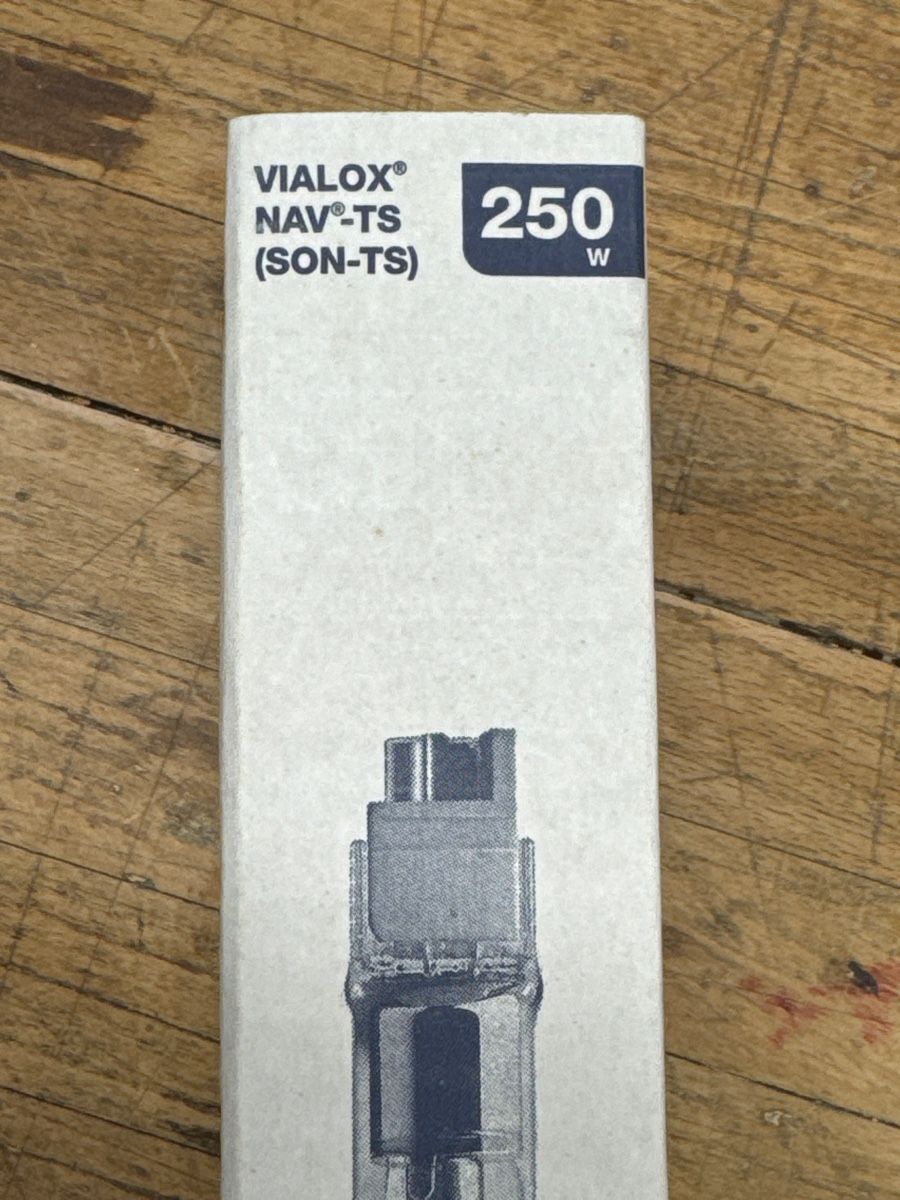 VIALOX®
NAV®-TS
(SON-TS)
250
W